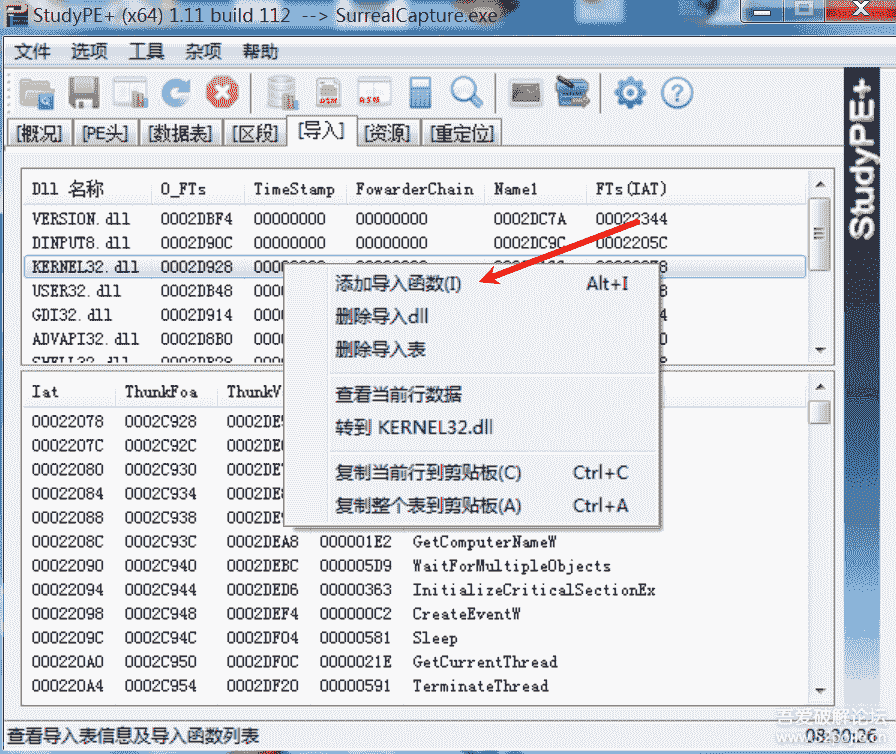 StudyPE+ (x64) 1.11 build 112 --> SurrealCapture.exe
文件 选项 工具 杂项 帮助
[概况] [PE头] [数据表] [区段] [导入] [资源] [重定位]
StudyPE+
Dll 名称 O_FTs TimeStamp FowarderChain Name1 FTs(IAT)
VERSION.dll 0002DBF4 00000000 00000000 0002DC7A 00022344
DINPUT8.dll 0002D90C 00000000 00000000 0002DC9C 0002205C
KERNEL32.dll 0002D928
USER32.dll 0002DB48
GDI32.dll 0002D914
ADVAPI32.dll 0002D8B0
添加导入函数(I) Alt+I
删除导入dll
删除导入表
查看当前行数据
转到 KERNEL32.dll
复制当前行到剪贴板(C) Ctrl+C
复制整个表到剪贴板(A) Ctrl+A
Iat ThunkFoa ThunkV
00022078 0002C928
0002207C 0002C92C
00022080 0002C930
00022084 0002C934
00022088 0002C938
0002208C 0002C93C 0002DEA8 000001E2 GetComputerNameW
00022090 0002C940 0002DEBC 000005D9 WaitForMultipleObjects
00022094 0002C944 0002DED6 00000363 InitializeCriticalSectionEx
00022098 0002C948 0002DEF4 000000C2 CreateEventW
0002209C 0002C94C 0002DF04 00000581 Sleep
000220A0 0002C950 0002DF0C 0000021E GetCurrentThread
000220A4 0002C954 0002DF20 00000591 TerminateThread
查看导入表信息及导入函数列表 08:30:26
吾爱破解论坛